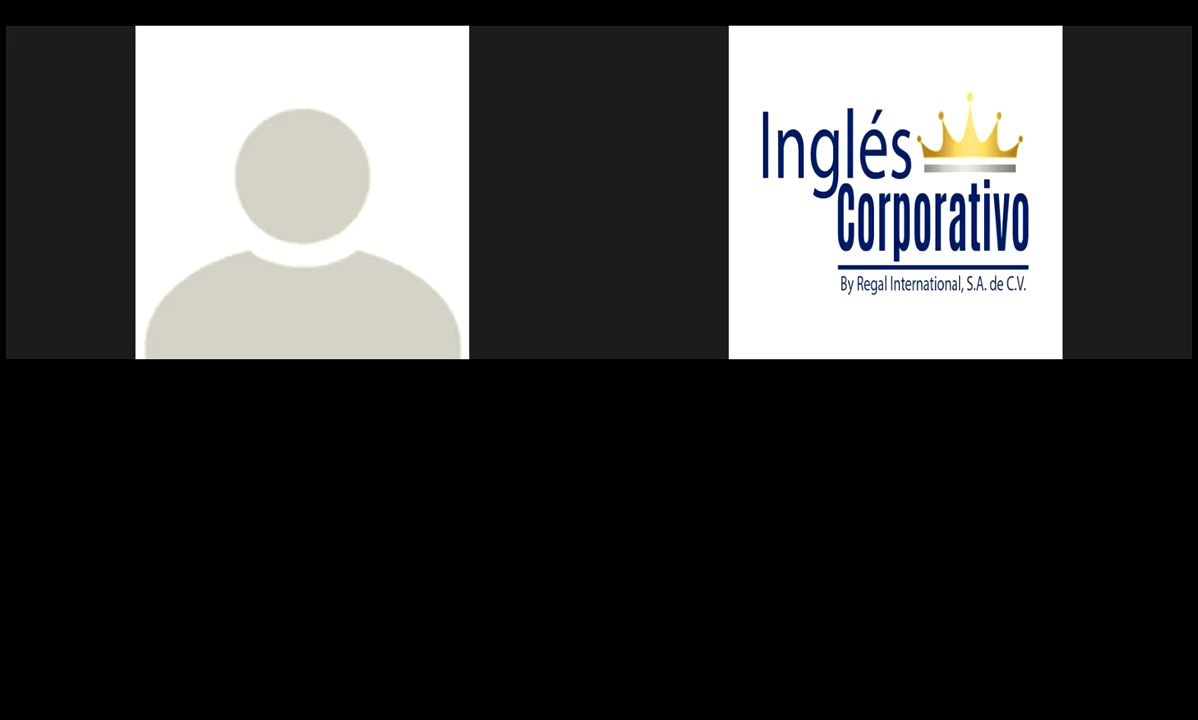 Inglés
Corporativo
By Regal International, S.A. de C.V.